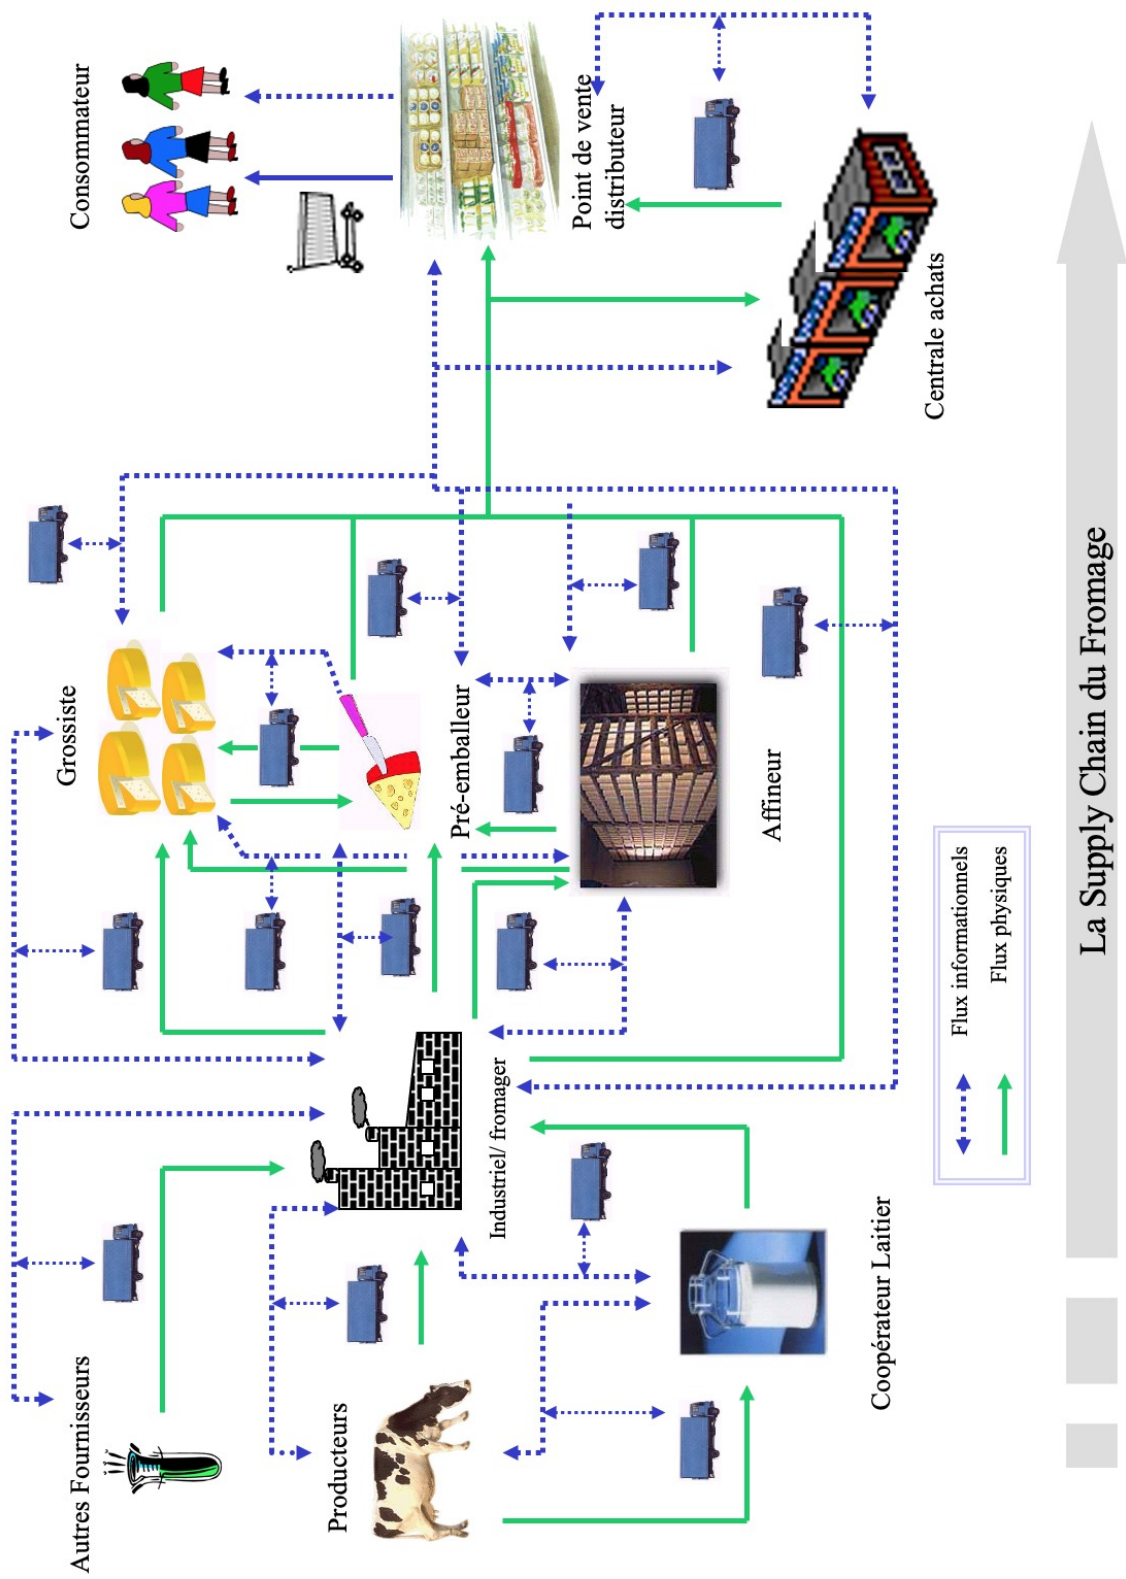 Autres Fournisseurs
Producteurs
Coopérateur Laitier
Industriel/ fromager
Grossiste
Pré-emballeur
Affineur
Consommateur
Point de vente
distributeur
Centrale achats
Flux informationnels
Flux physiques
La Supply Chain du Fromage